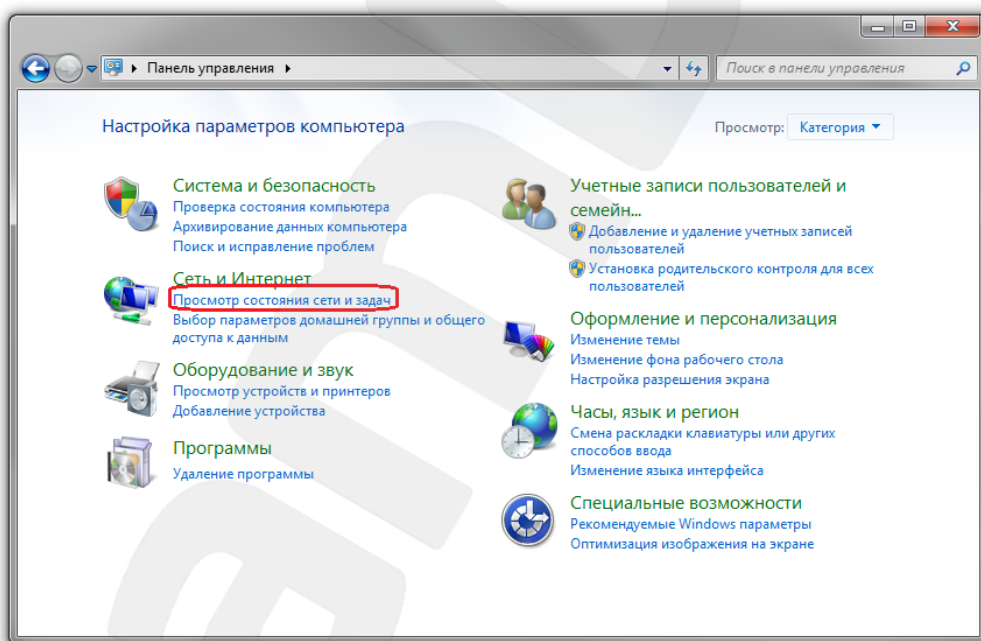 Панель управления
Поиск в панели управления
Настройка параметров компьютера
Просмотр: Категория
Система и безопасность
Проверка состояния компьютера
Архивирование данных компьютера
Поиск и исправление проблем
Сеть и Интернет
Просмотр состояния сети и задач
Выбор параметров домашней группы и общего
доступа к данным
Оборудование и звук
Просмотр устройств и принтеров
Добавление устройства
Программы
Удаление программы
Учетные записи пользователей и
семейн...
Добавление и удаление учетных записей
пользователей
Установка родительского контроля для всех
пользователей
Оформление и персонализация
Изменение темы
Изменение фона рабочего стола
Настройка разрешения экрана
Часы, язык и регион
Смена раскладки клавиатуры или других
способов ввода
Изменение языка интерфейса
Специальные возможности
Рекомендуемые Windows параметры
Оптимизация изображения на экране